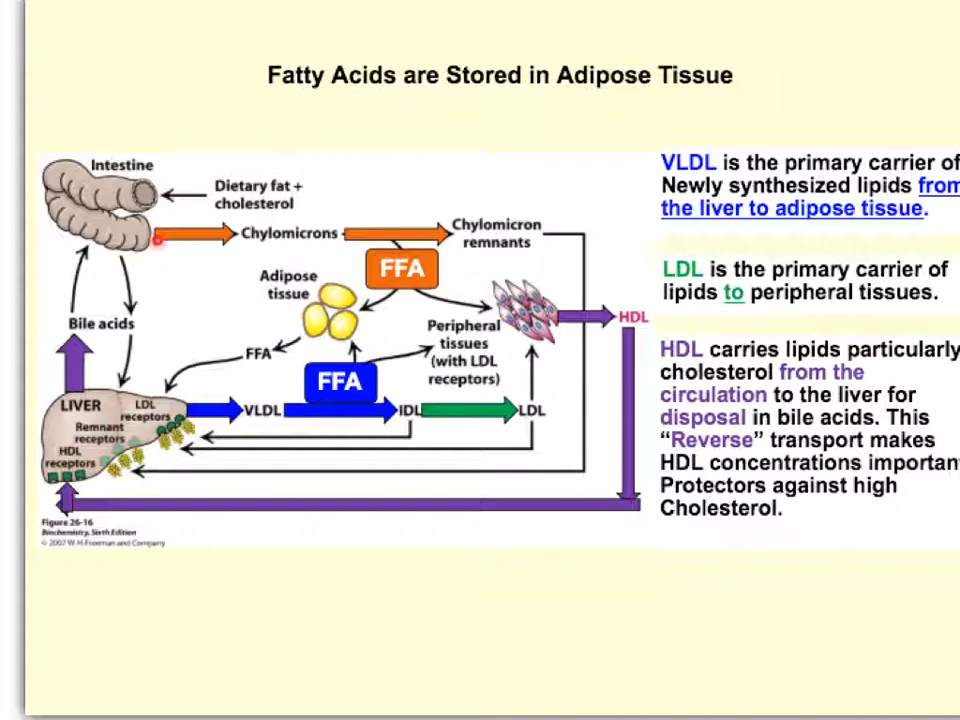 Fatty Acids are Stored in Adipose Tissue
Intestine
Dietary fat +
cholesterol
Chylomicrons
Chylomicron
remnants
FFA
Adipose
tissue
HDL
Bile acids
Peripheral
tissues
(with LDL
receptors)
FFA
FFA
LIVER
LDL
receptors
Remnant
receptors
HDL
receptors
VLDL
IDL
LDL
Figure 26-16
Biochemistry, Sixth Edition
© 2007 W. H. Freeman and Company
VLDL is the primary carrier of
Newly synthesized lipids from
the liver to adipose tissue.
LDL is the primary carrier of
lipids to peripheral tissues.
HDL carries lipids particularly
cholesterol from the
circulation to the liver for
disposal in bile acids. This
“Reverse” transport makes
HDL concentrations important
Protectors against high
Cholesterol.